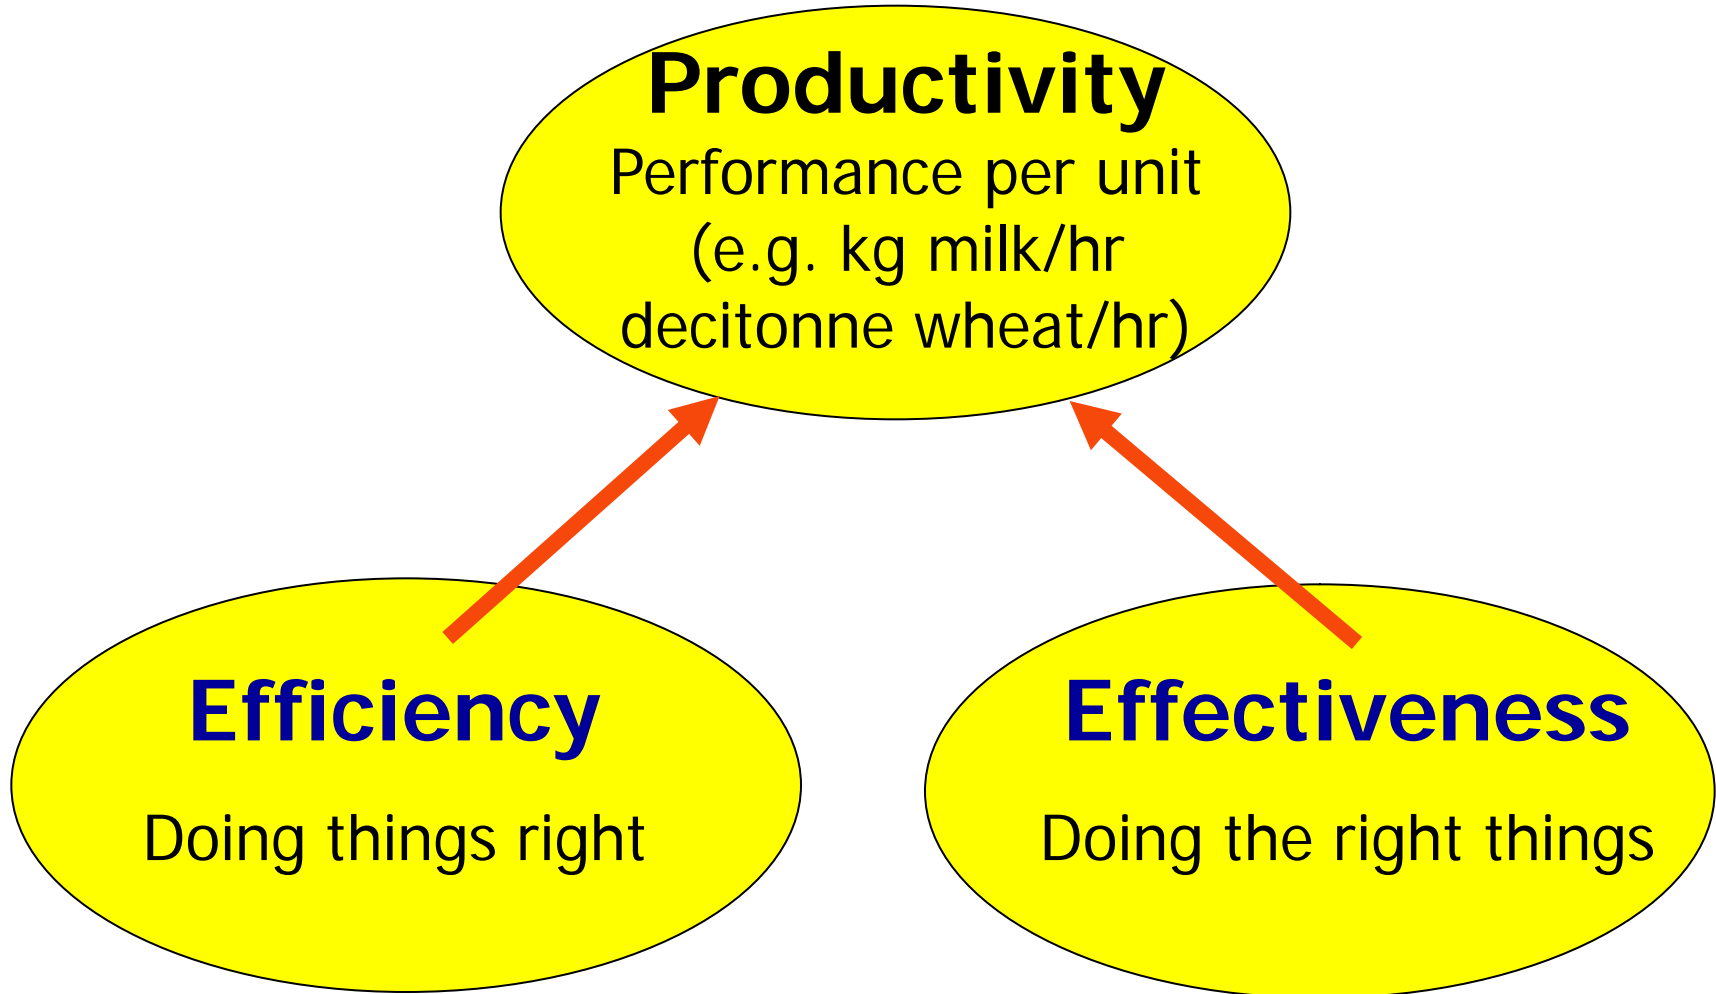 Productivity
Performance per unit
(e.g. kg milk/hr
decitonne wheat/hr)
Efficiency
Doing things right
Effectiveness
Doing the right things